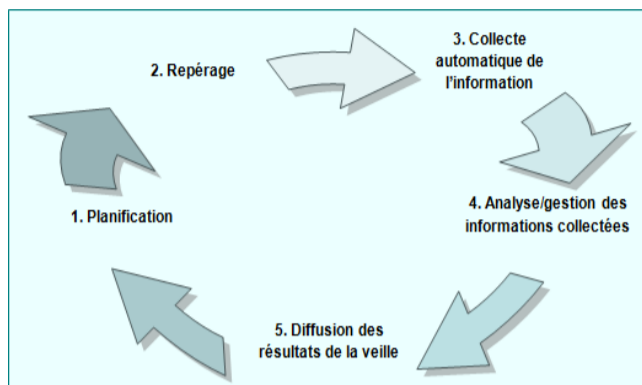 1. Planification
2. Repérage
3. Collecte
automatique de
l'information
4. Analyse/gestion des
informations collectées
5. Diffusion des
résultats de la veille